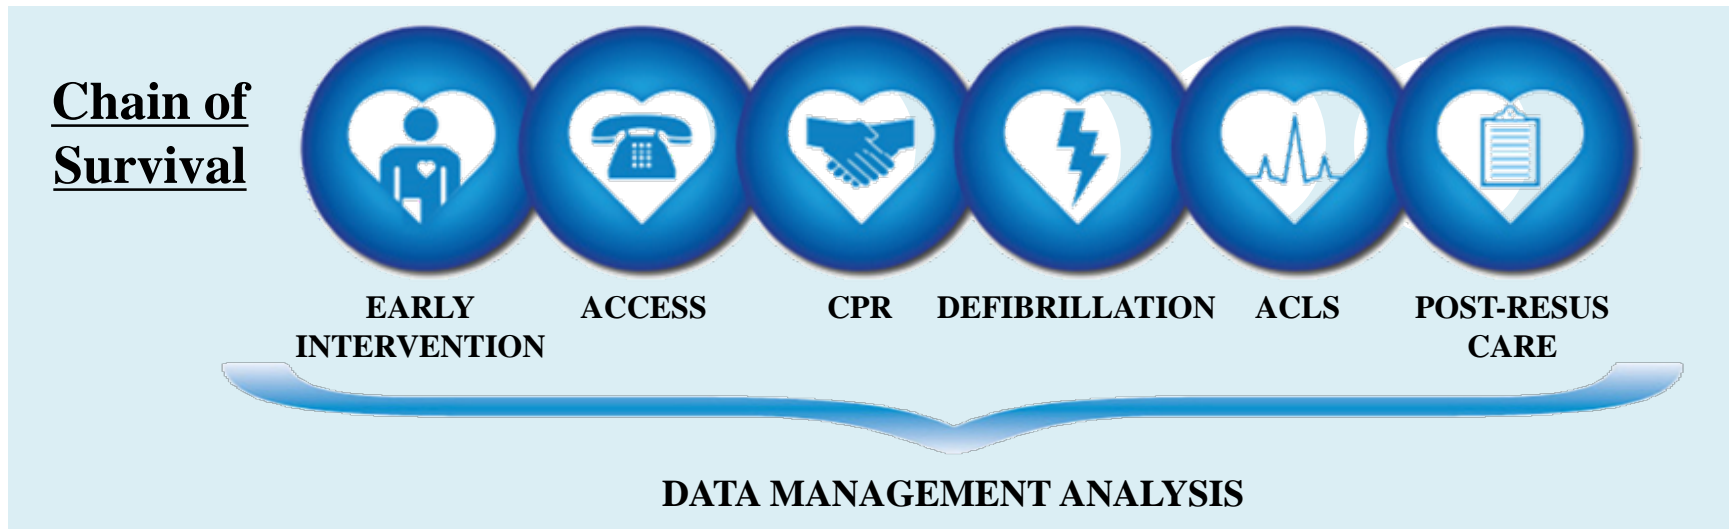 Chain of
Survival
EARLY
INTERVENTION
ACCESS
CPR
DEFIBRILLATION
ACLS
POST-RESUS
CARE
DATA MANAGEMENT ANALYSIS